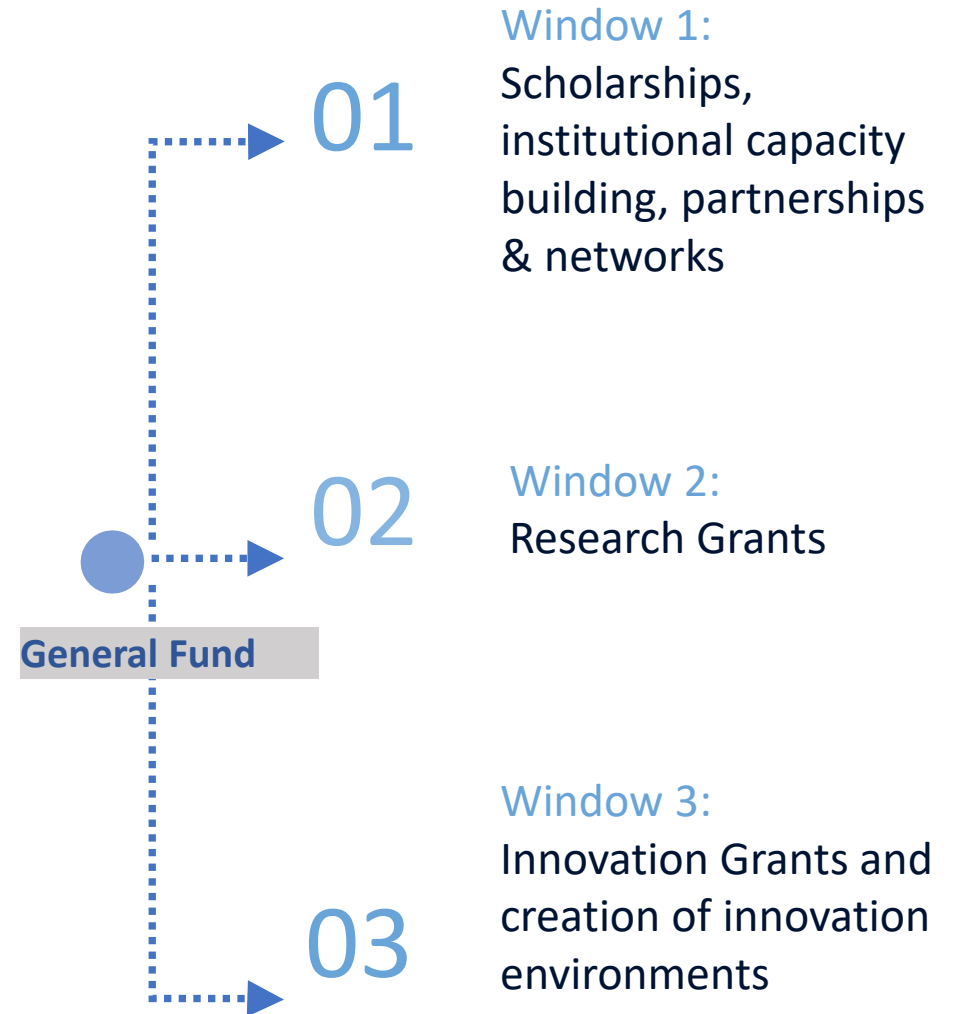 Window 1:
01
Scholarships,
institutional capacity
building, partnerships
& networks
Window 2:
02
Research Grants
General Fund
Window 3:
Innovation Grants and
03
creation of innovation
environments